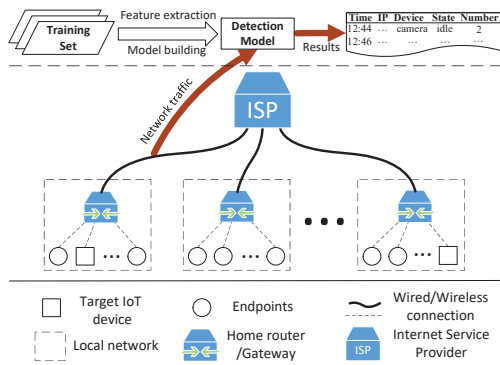 Training
Set
Feature extraction
Model building
Detection
Model
Results
Time IP Device State Number
12:44 ... camera idle 2
12:46 ... ... ... ...
Network traffic
ISP
...
... ... ...
Target IoT
device
Endpoints
Wired/Wireless
connection
Local network
Home router
/Gateway
ISP
Internet Service
Provider